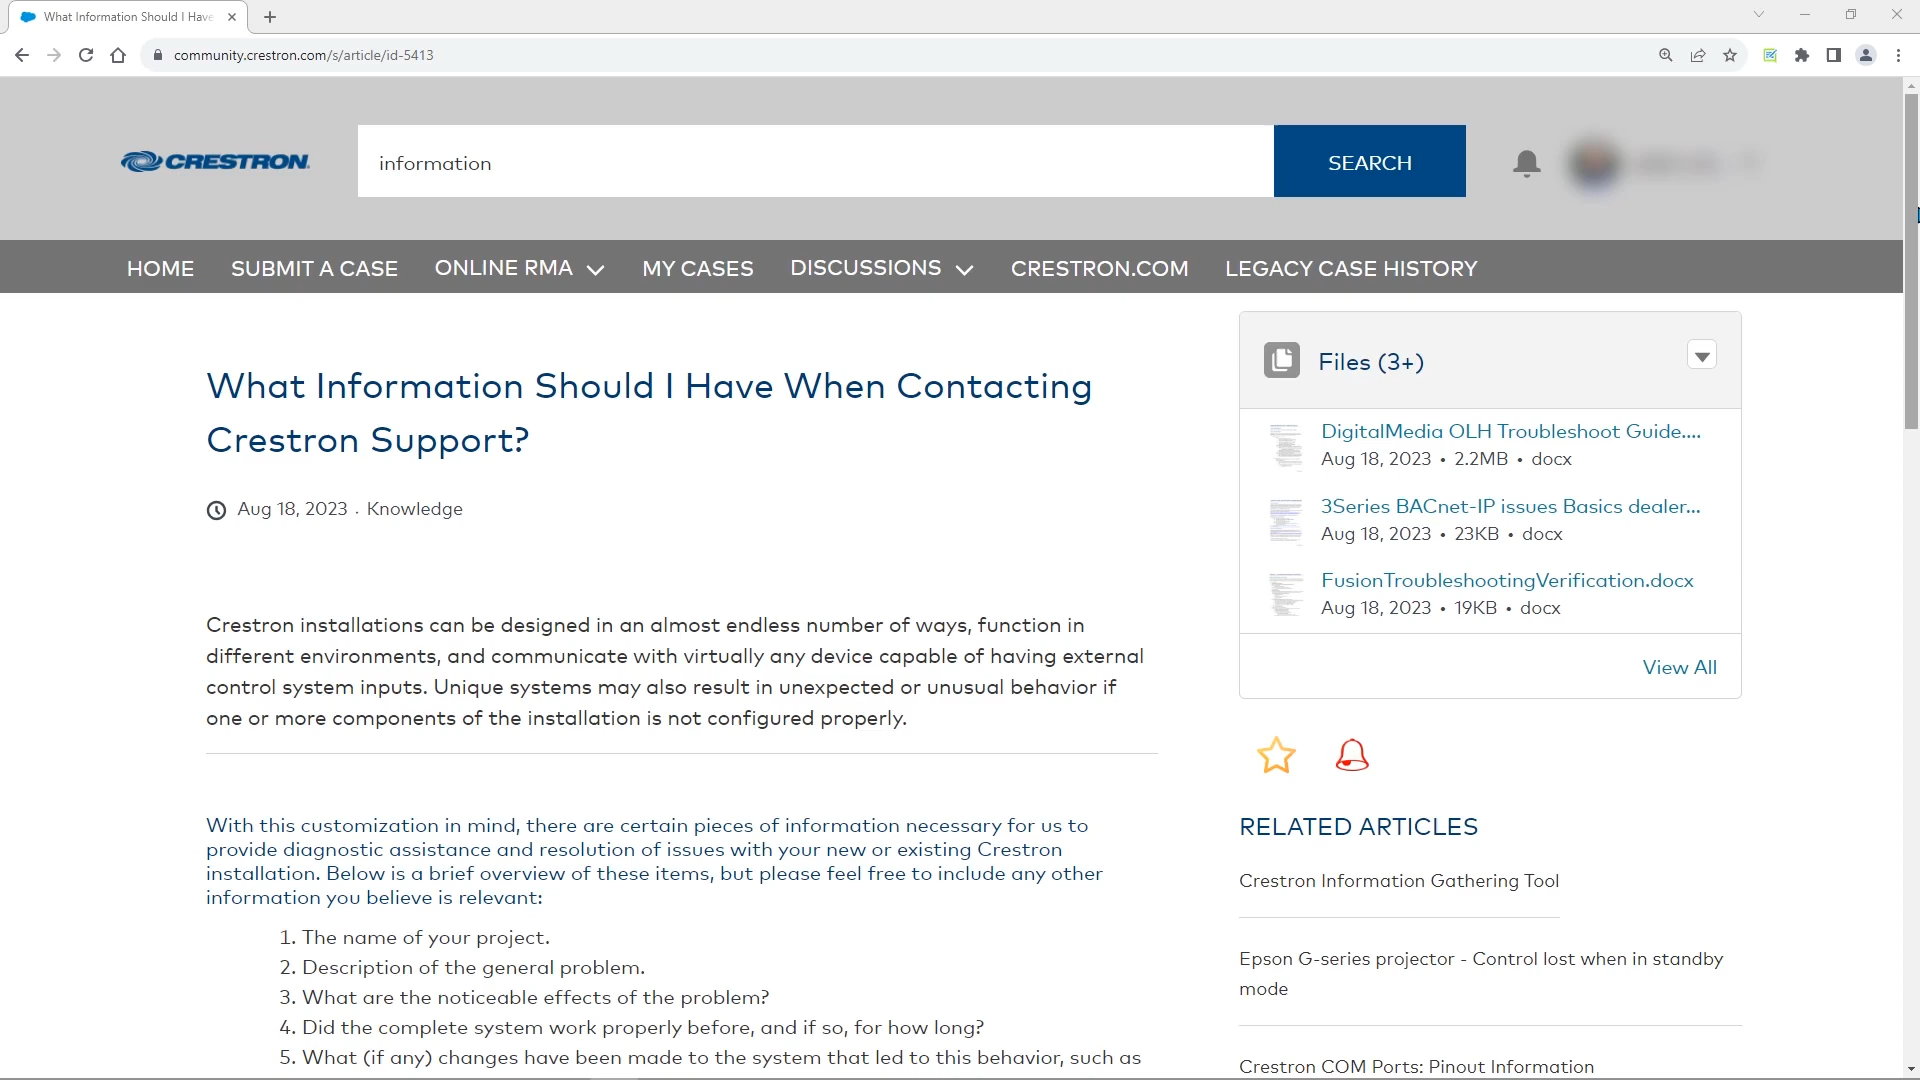 What Information Should I Have
community.crestron.com/s/article/id-5413
CRESTRON
information
SEARCH
HOME
SUBMIT A CASE
ONLINE RMA
MY CASES
DISCUSSIONS
CRESTRON.COM
LEGACY CASE HISTORY
What Information Should I Have When Contacting
Crestron Support?
Aug 18, 2023 · Knowledge
Crestron installations can be designed in an almost endless number of ways, function in
different environments, and communicate with virtually any device capable of having external
control system inputs. Unique systems may also result in unexpected or unusual behavior if
one or more components of the installation is not configured properly.
With this customization in mind, there are certain pieces of information necessary for us to
provide diagnostic assistance and resolution of issues with your new or existing Crestron
installation. Below is a brief overview of these items, but please feel free to include any other
information you believe is relevant:
1. The name of your project.
2. Description of the general problem.
3. What are the noticeable effects of the problem?
4. Did the complete system work properly before, and if so, for how long?
5. What (if any) changes have been made to the system that led to this behavior, such as
Files (3+)
DigitalMedia OLH Troubleshoot Guide....
Aug 18, 2023 • 2.2MB • docx
3Series BACnet-IP issues Basics dealer...
Aug 18, 2023 • 23KB • docx
FusionTroubleshootingVerification.docx
Aug 18, 2023 • 19KB • docx
View All
RELATED ARTICLES
Crestron Information Gathering Tool
Epson G-series projector - Control lost when in standby
mode
Crestron COM Ports: Pinout Information